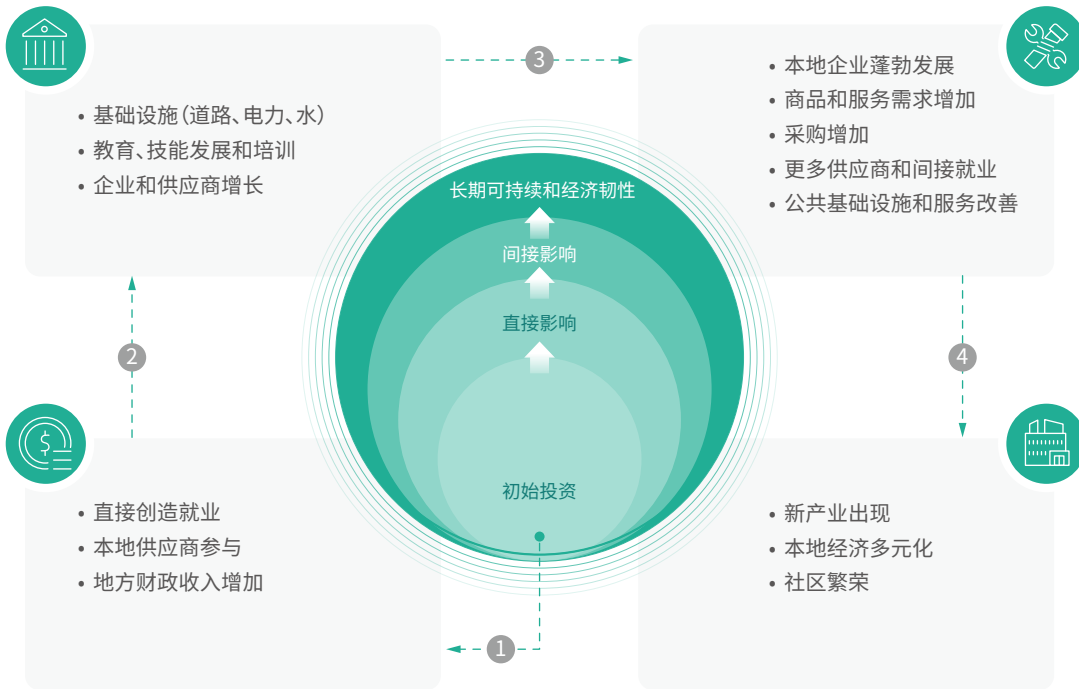 3
基础设施（道路、电力、水）
教育、技能发展和培训
企业和供应商增长
本地企业蓬勃发展
商品和服务需求增加
采购增加
更多供应商和间接就业
公共基础设施和服务改善
长期可持续和经济韧性
间接影响
直接影响
初始投资
2
4
$
直接创造就业
本地供应商参与
地方财政收入增加
新产业出现
本地经济多元化
社区繁荣
1